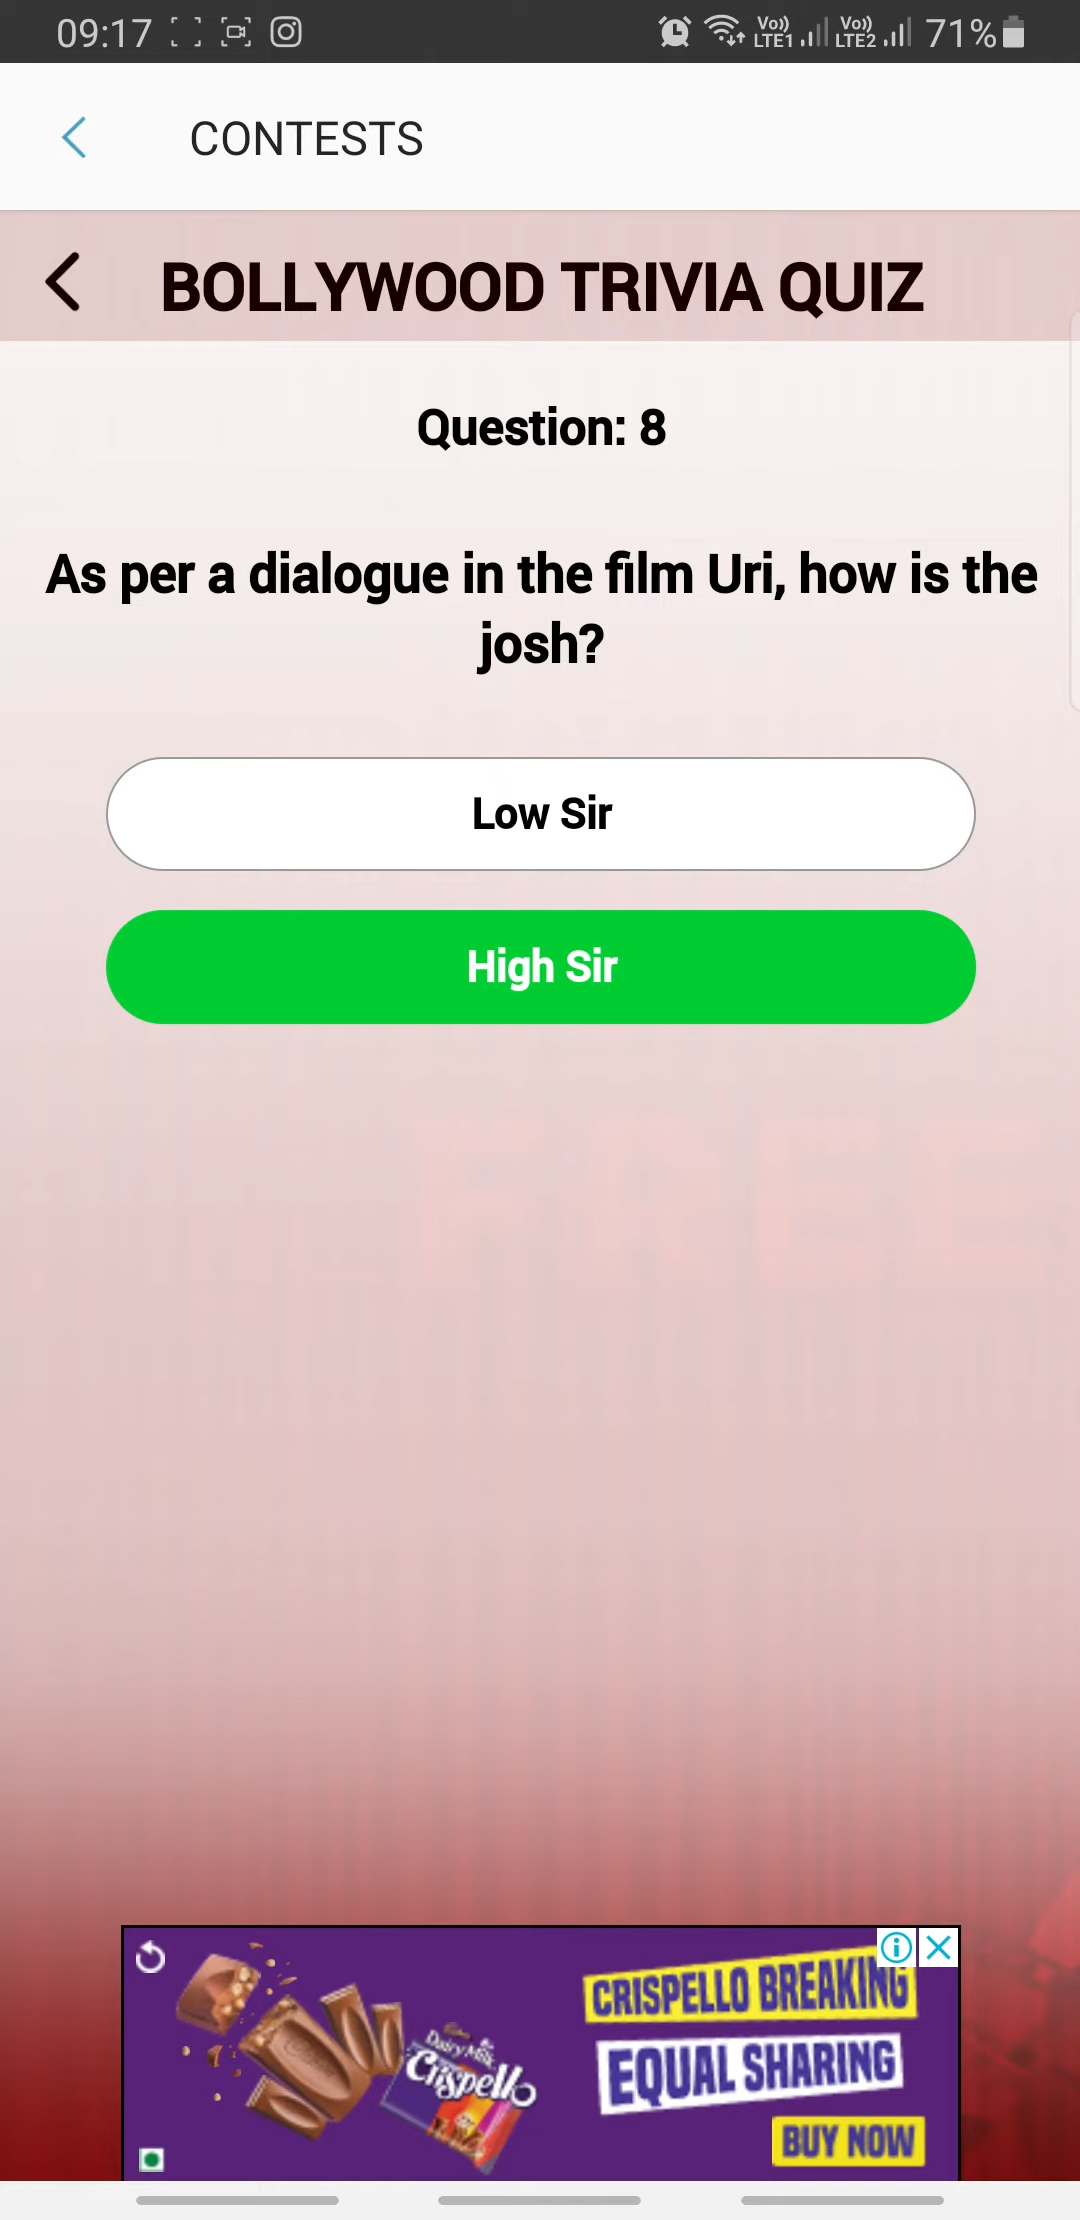 09:17
Vo)) LTE1 Vo)) LTE2 71%
CONTESTS
BOLLYWOOD TRIVIA QUIZ
Question: 8
As per a dialogue in the film Uri, how is the
josh?
Low Sir
High Sir
FREE
CRISPELLO BREAKING
EQUAL SHARING
BUY NOW
Dairy Milk
Crispello